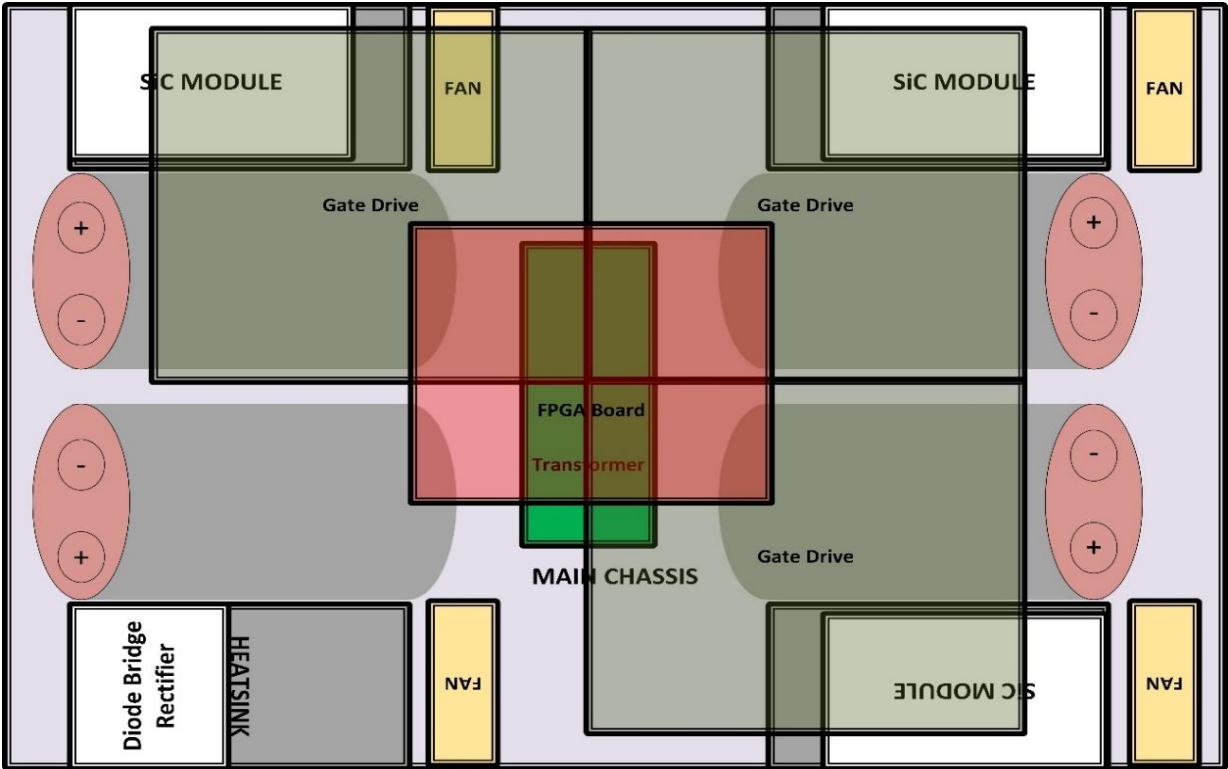 SiC MODULE
FAN
SiC MODULE
FAN
+
Gate Drive
Gate Drive
+
-
-
FPGA Board
-
Transformer
-
+
Gate Drive
+
MAIN CHASSIS
Diode Bridge
Rectifier
HEATSINK
FAN
SiC MODULE
FAN